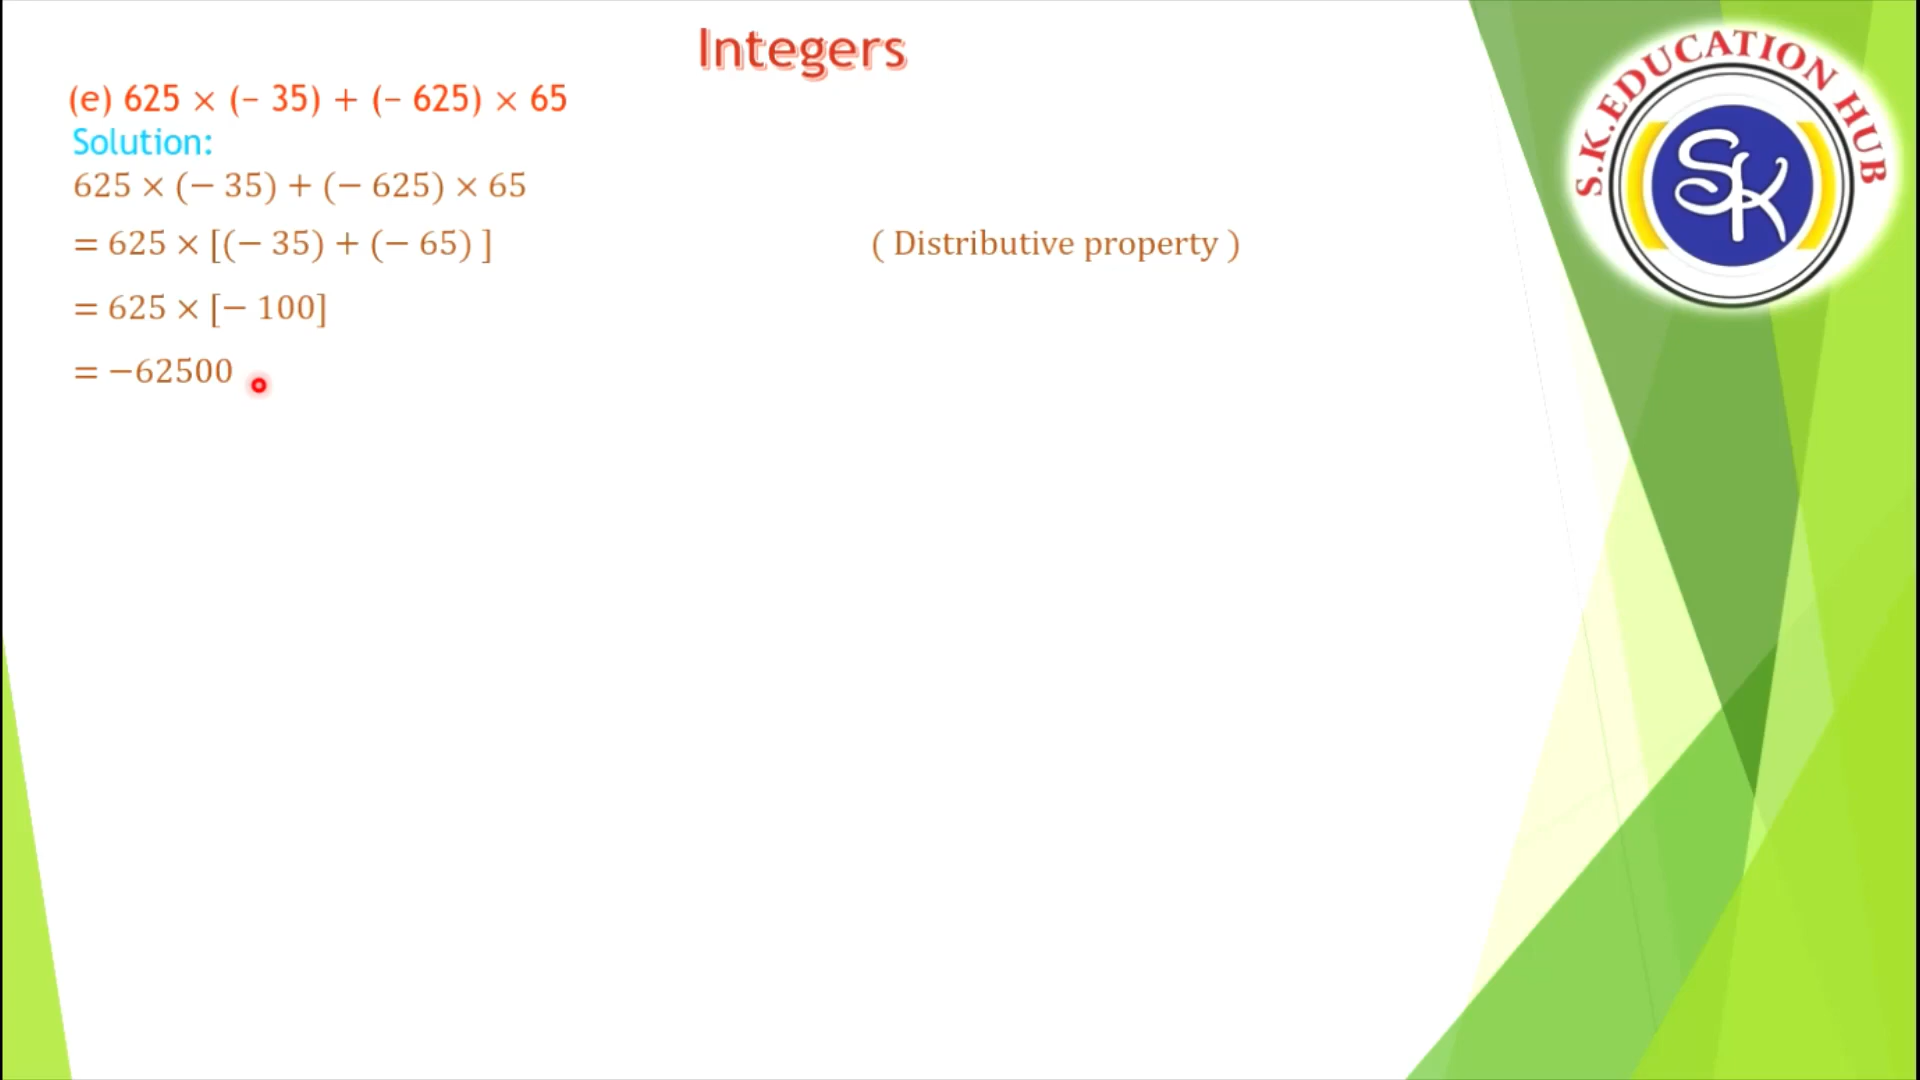 Integers
(e) 625 × (– 35) + (– 625) × 65
Solution:
625 × (− 35) + (− 625) × 65
= 625 × [(− 35) + (− 65) ] ( Distributive property )
= 625 × [− 100]
= −62500
S.K.EDUCATION HUB
SK